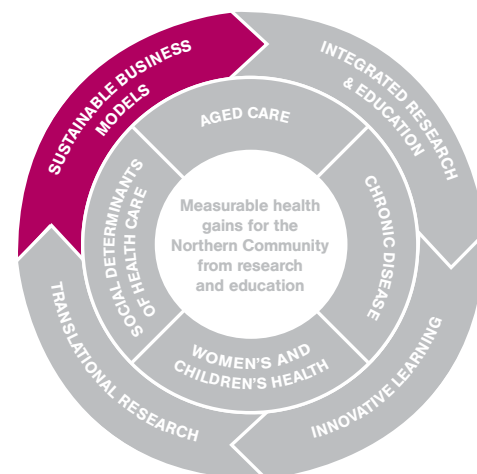 SUSTAINABLE BUSINESS
MODELS
INTEGRATED RESEARCH
& EDUCATION
INNOVATIVE LEARNING
TRANSLATIONAL RESEARCH
AGED CARE
CHRONIC DISEASE
WOMEN'S AND
CHILDREN'S HEALTH
SOCIAL DETERMINANTS
OF HEALTH CARE
Measurable health
gains for the
Northern Community
from research
and education